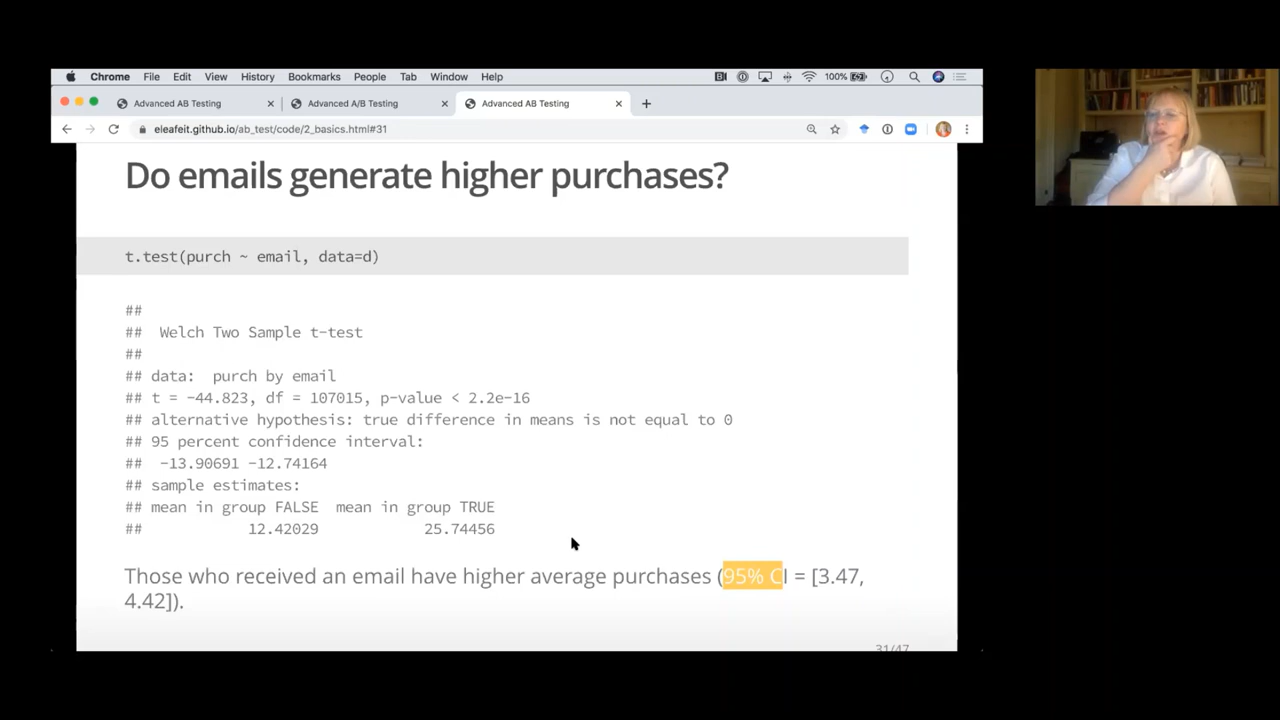 Chrome File Edit View History Bookmarks People Tab Window Help 100%
Advanced AB Testing Advanced A/B Testing Advanced AB Testing
eleafeit.github.io/ab_test/code/2_basics.html#31
Do emails generate higher purchases?
t.test(purch ~ email, data=d)
##
## Welch Two Sample t-test
##
## data: purch by email
## t = -44.823, df = 107015, p-value < 2.2e-16
## alternative hypothesis: true difference in means is not equal to 0
## 95 percent confidence interval:
## -13.90691 -12.74164
## sample estimates:
## mean in group FALSE mean in group TRUE
## 12.42029 25.74456
Those who received an email have higher average purchases (95% CI = [3.47,
4.42]).
31/47